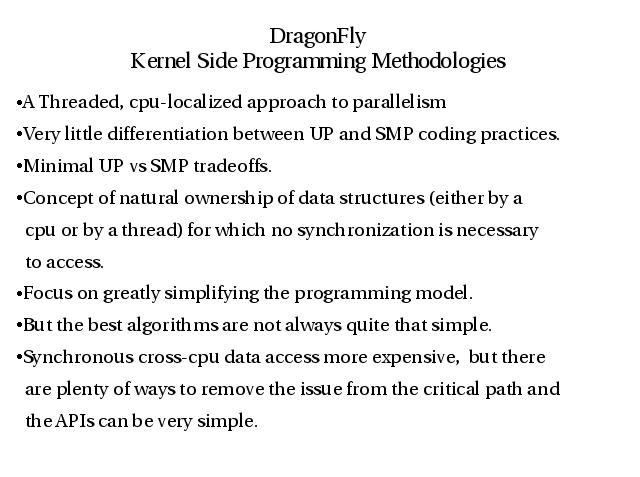 DragonFly
Kernel Side Programming Methodologies
•A Threaded, cpu-localized approach to parallelism
•Very little differentiation between UP and SMP coding practices.
•Minimal UP vs SMP tradeoffs.
•Concept of natural ownership of data structures (either by a
cpu or by a thread) for which no synchronization is necessary
to access.
•Focus on greatly simplifying the programming model.
•But the best algorithms are not always quite that simple.
•Synchronous cross-cpu data access more expensive, but there
are plenty of ways to remove the issue from the critical path and
the APIs can be very simple.